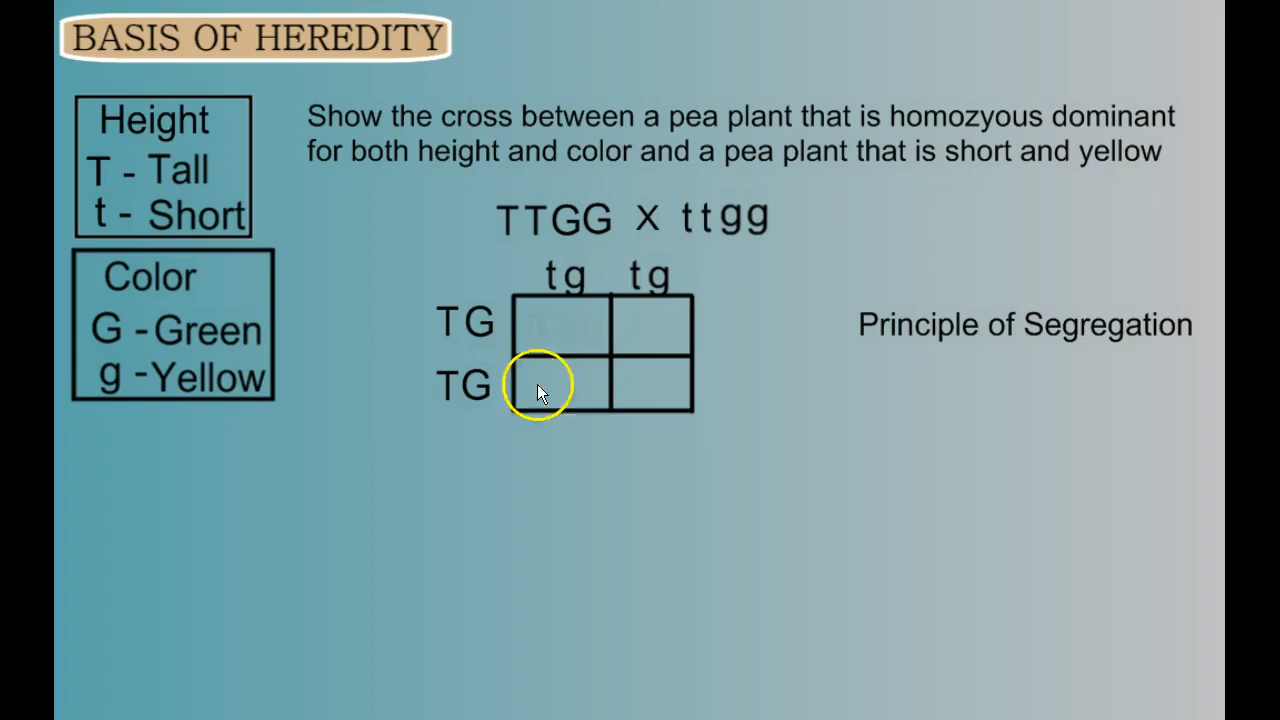 BASIS OF HEREDITY
Height
T - Tall
t - Short
Color
G - Green
g - Yellow
Show the cross between a pea plant that is homozyous dominant
for both height and color and a pea plant that is short and yellow
TTGG X ttgg
tg tg
TG
TG
Principle of Segregation